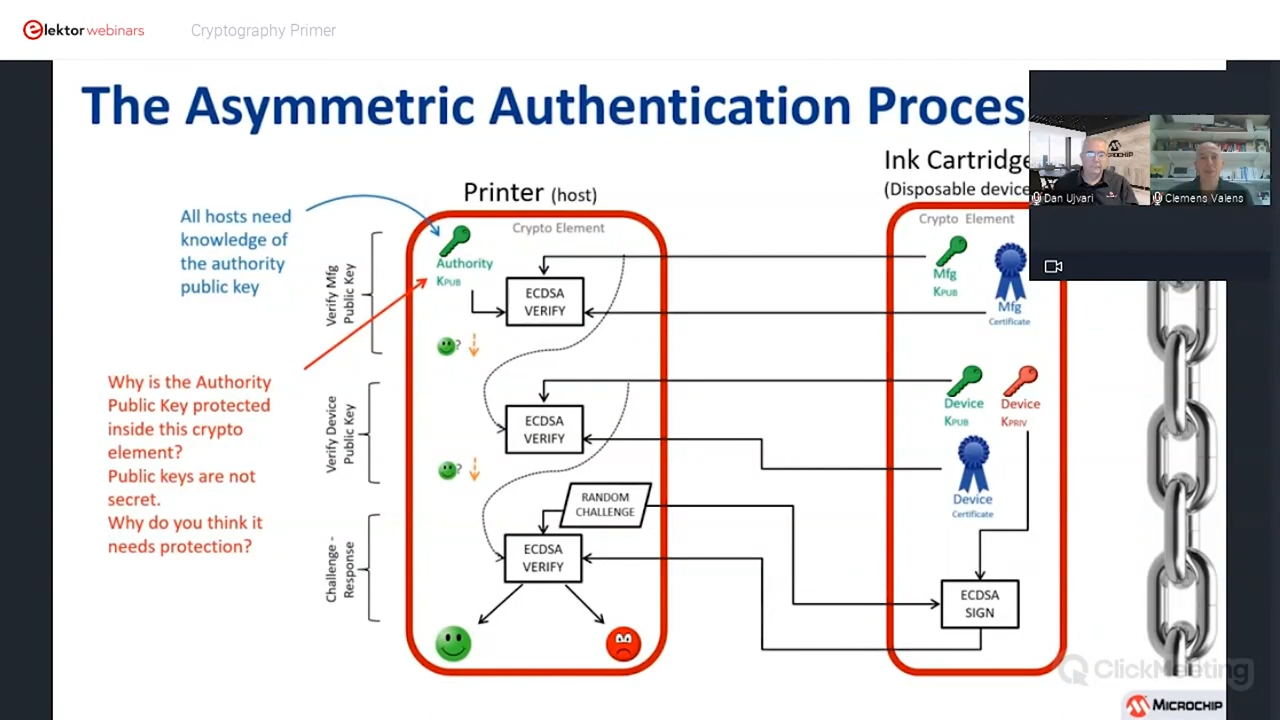 elektor webinars
Cryptography Primer
The Asymmetric Authentication Proces
Ink Cartridge
(Disposable device
Printer (host)
Dan Ujvari
Clemens Valens
MICROCHIP
All hosts need
knowledge of
the authority
public key
Crypto Element
Crypto Element
Verify Mfg
Public Key
Authority
KPUB
ECDSA
VERIFY
Mfg
KPUB
Mfg
Certificate
?
Why is the Authority
Public Key protected
inside this crypto
element?
Public keys are not
secret.
Why do you think it
needs protection?
Verify Device
Public Key
ECDSA
VERIFY
Device
KPUB
Device
KPRIV
Device
Certificate
?
Challenge -
Response
RANDOM
CHALLENGE
ECDSA
VERIFY
ECDSA
SIGN
ClickMeeting
MICROCHIP